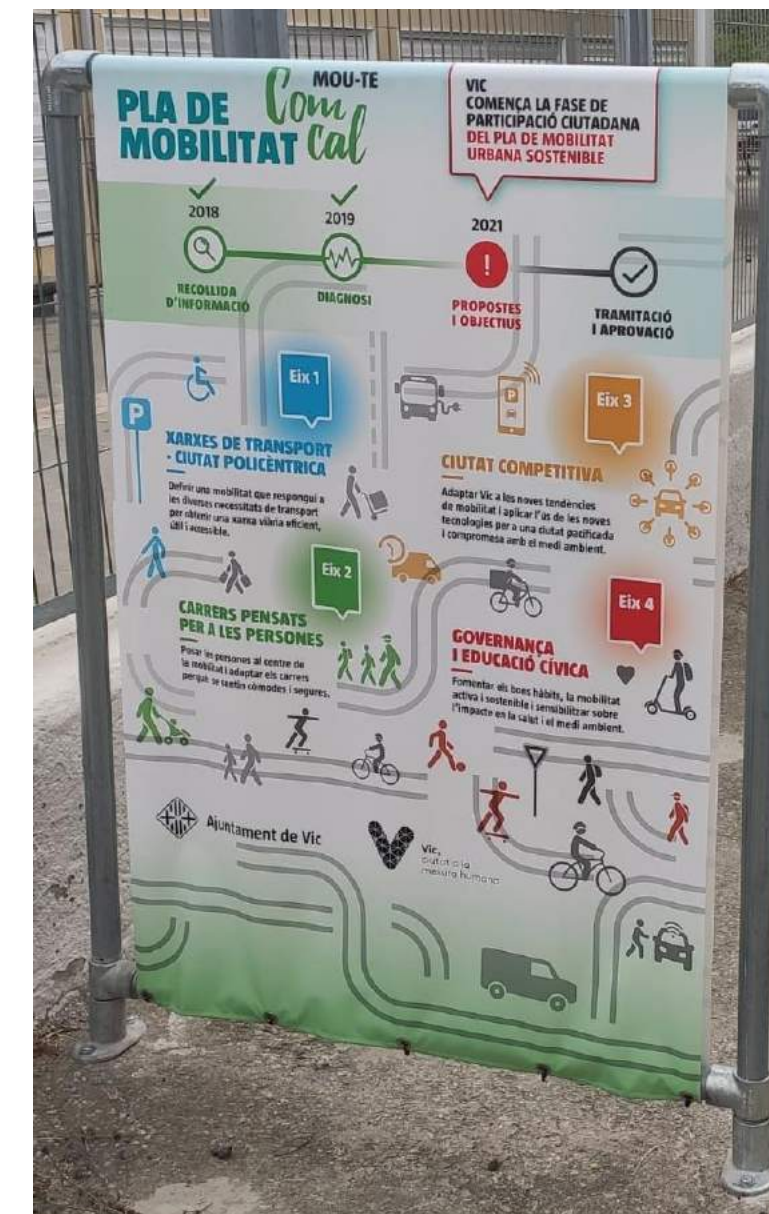 PLA DE
MOBILITAT
MOU-TE
Com
Cal
VIC
COMENÇA LA FASE DE
PARTICIPACIÓ CIUTADANA
DEL PLA DE MOBILITAT
URBANA SOSTENIBLE
2018
RECOLLIDA
D'INFORMACIÓ
2019
DIAGNOSI
2021
!
PROPOSTES
I OBJECTIUS
TRAMITACIÓ
I APROVACIÓ
P
Eix 1
XARXES DE TRANSPORT
- CIUTAT POLICÈNTRICA
Definir una mobilitat que respongui a
les diverses necessitats de transport
per obtenir una xarxa viària eficient,
útil i accessible.
Eix 2
CARRERS PENSATS
PER A LES PERSONES
Posar les persones al centre de
la mobilitat i adaptar els carrers
perquè se sentin còmodes i segures.
P
Eix 3
CIUTAT COMPETITIVA
Adaptar Vic a les noves tendències
de mobilitat i aplicar l'ús de les noves
tecnologies per a una ciutat pacificada
i compromesa amb el medi ambient.
Eix 4
GOVERNANÇA
I EDUCACIÓ CÍVICA
Fomentar els bons hàbits, la mobilitat
activa i sostenible i sensibilitzar sobre
l'impacte en la salut i el medi ambient.
Ajuntament de Vic
Vic,
ciutat a la
mesura humana